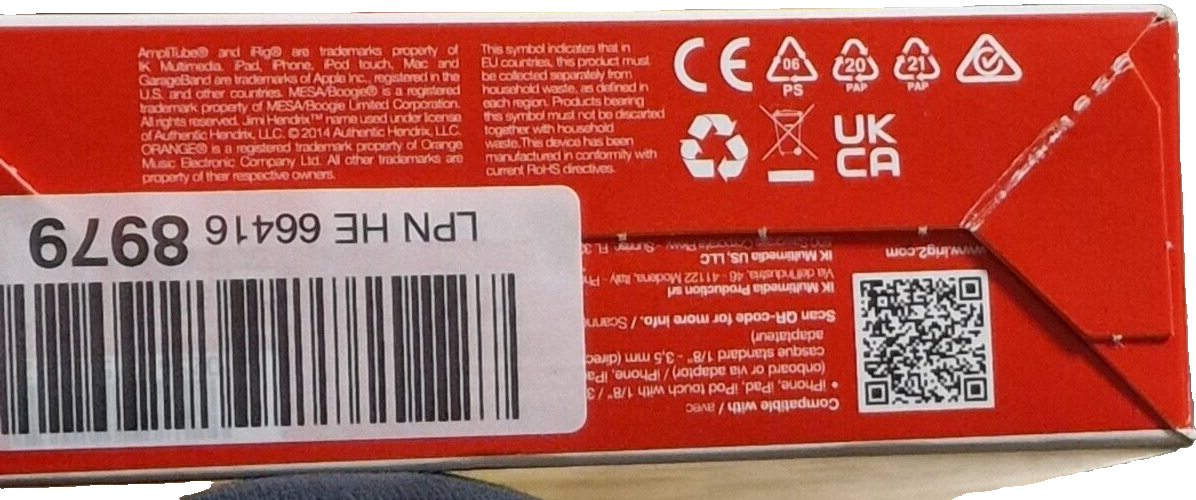 AmpliTube® and iRig® are trademarks property of
IK Multimedia. iPad, iPhone, iPod touch, Mac and
GarageBand are trademarks of Apple Inc., registered in the
U.S. and other countries. MESA/Boogie® is a registered
trademark property of MESA/Boogie Limited Corporation.
All rights reserved. Jimi Hendrix™ name used under license
of Authentic Hendrix, LLC. © 2014 Authentic Hendrix, LLC.
ORANGE® is a registered trademark property of Orange
Music Electronic Company Ltd. All other trademarks are
property of their respective owners.
This symbol indicates that in
EU countries, this product must
be collected separately from
household waste, as defined in
each region. Products bearing
this symbol must not be discarted
together with household
waste.This device has been
manufactured in conformity with
current RoHS directives.
CE
06
PS
20
PAP
21
PAP
UK
CA
LPN HE 66416 8979
Compatible with / avec
• iPhone, iPad, iPod touch with 1/8" / 3
(onboard or via adaptor) / iPhone, iPa
casque standard 1/8" - 3,5 mm (direc
adaptateur)
Scan QR-code for more info. / Scann
IK Multimedia Production srl
Via dell'Industria, 46 - 41122 Modena, Italy - Ph
IK Multimedia US, LLC
Sunrise, FL 33
www.irig2.com